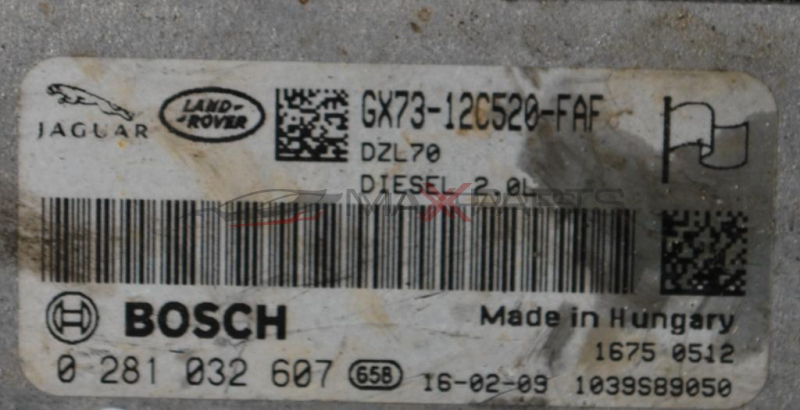 JAGUAR
LAND-ROVER
GX73-12C520-FAF
DZL70
DIESEL 2.0L
MAXPARTS
BOSCH
Made in Hungary
1675 0512
0 281 032 607 658 16-02-09 1039S89050